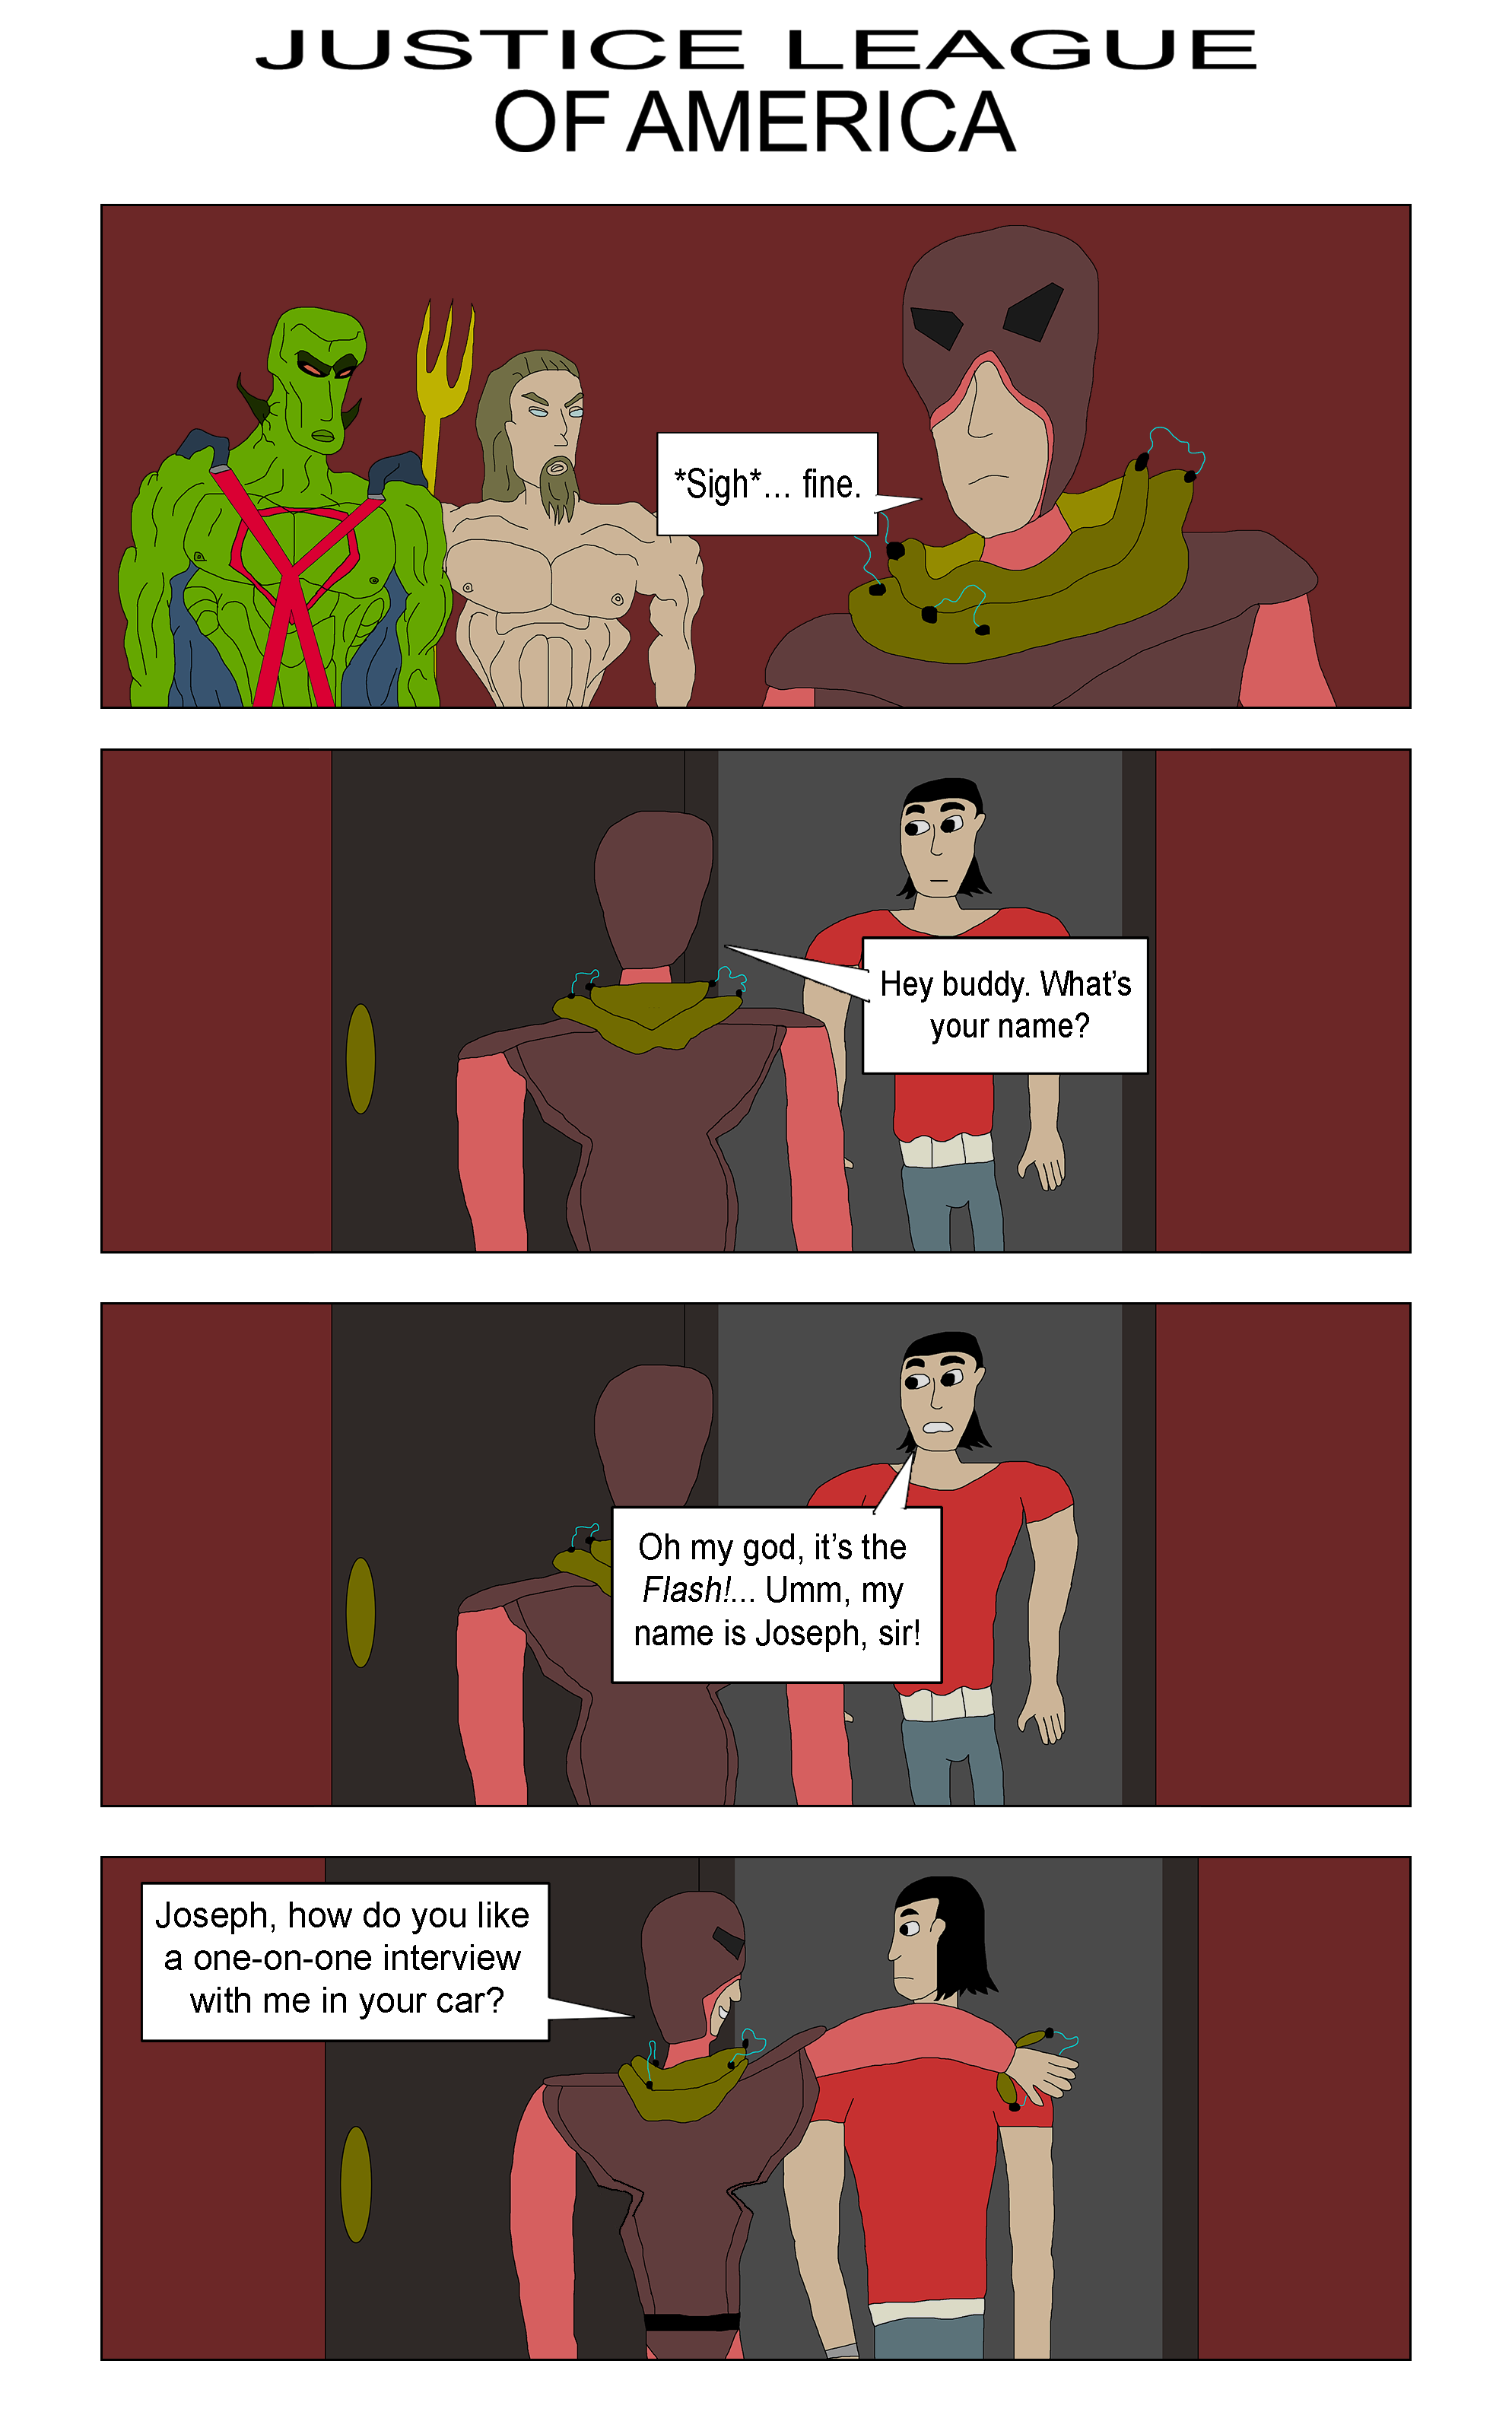 JUSTICE LEAGUE
OF AMERICA
*Sigh*... fine.
Hey buddy. What's
your name?
Oh my god, it's the
Flash!... Umm, my
name is Joseph, sir!
Joseph, how do you like
a one-on-one interview
with me in your car?